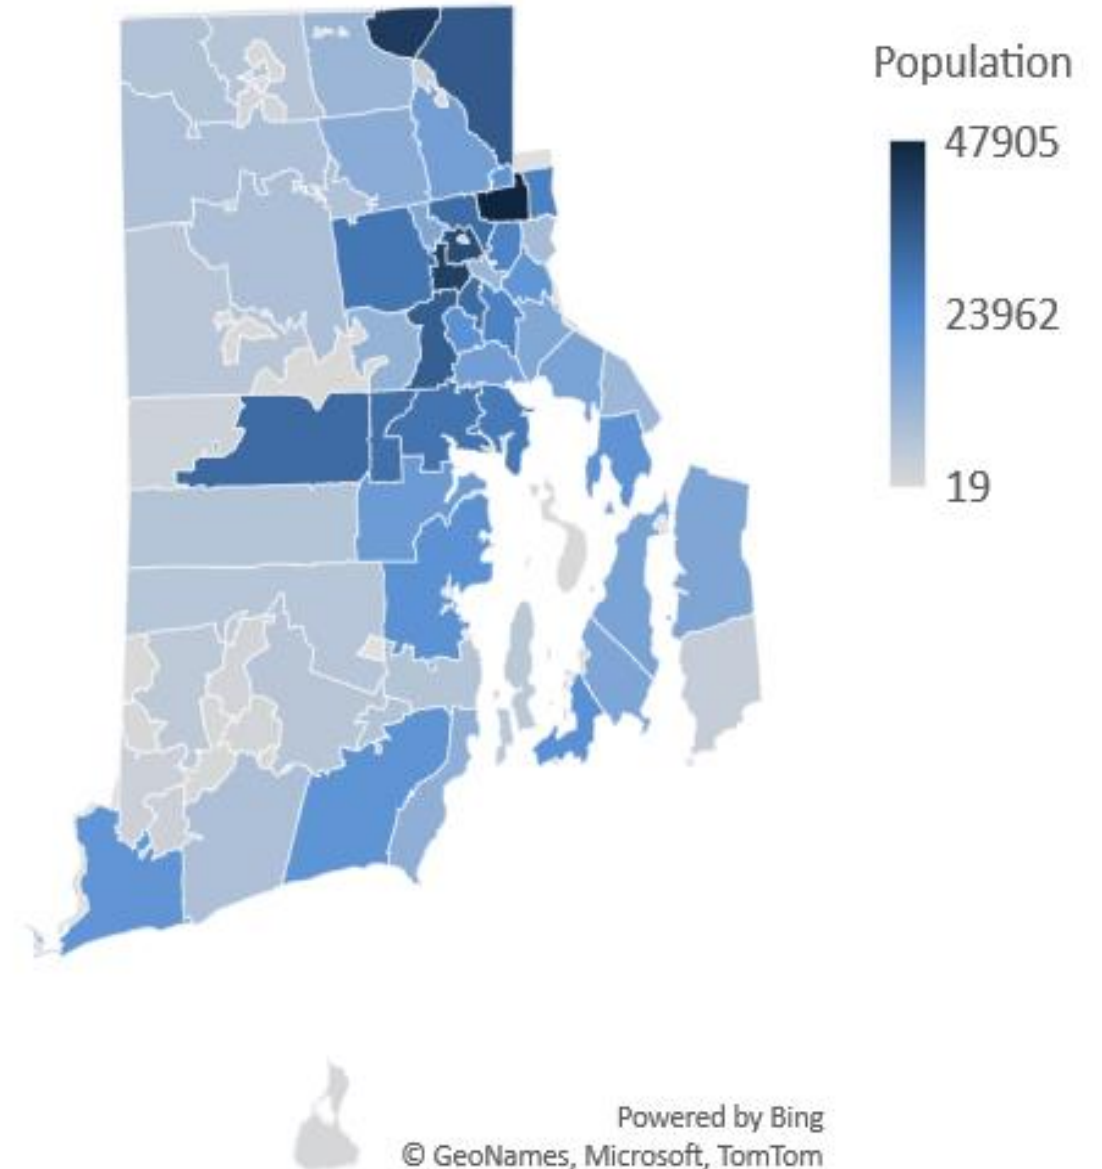 Population
47905
23962
19
Powered by Bing
© GeoNames, Microsoft, TomTom